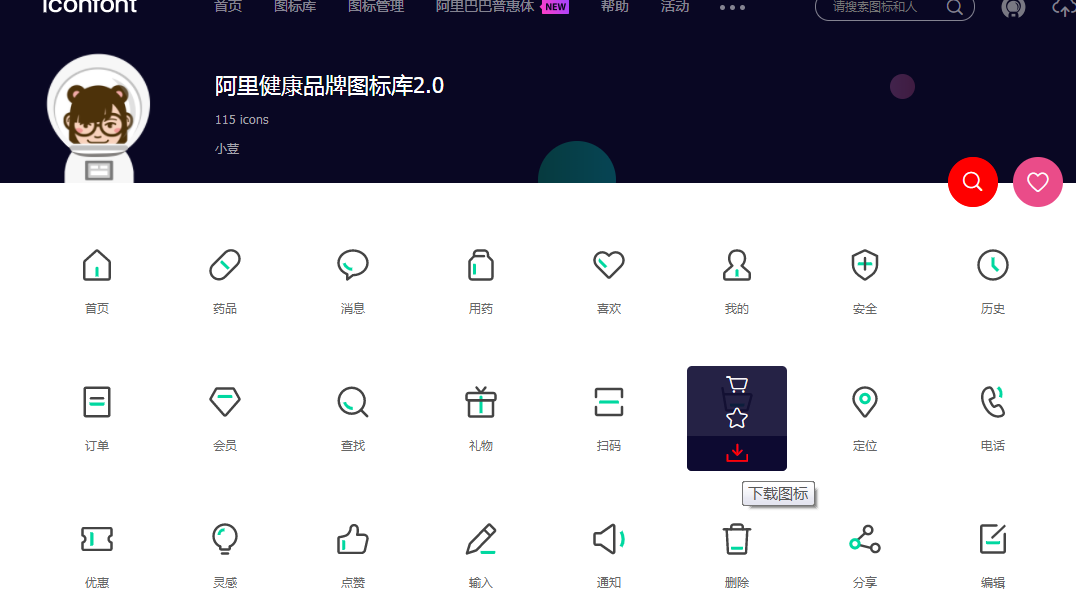 iconfont 首页 图标库 图标管理 阿里巴巴普惠体 NEW 帮助 活动 请搜索图标和人
阿里健康品牌图标库2.0
115 icons
小荳
首页 药品 消息 用药 喜欢 我的 安全 历史
订单 会员 查找 礼物 扫码 定位 电话
下载图标
优惠 灵感 点赞 输入 通知 删除 分享 编辑